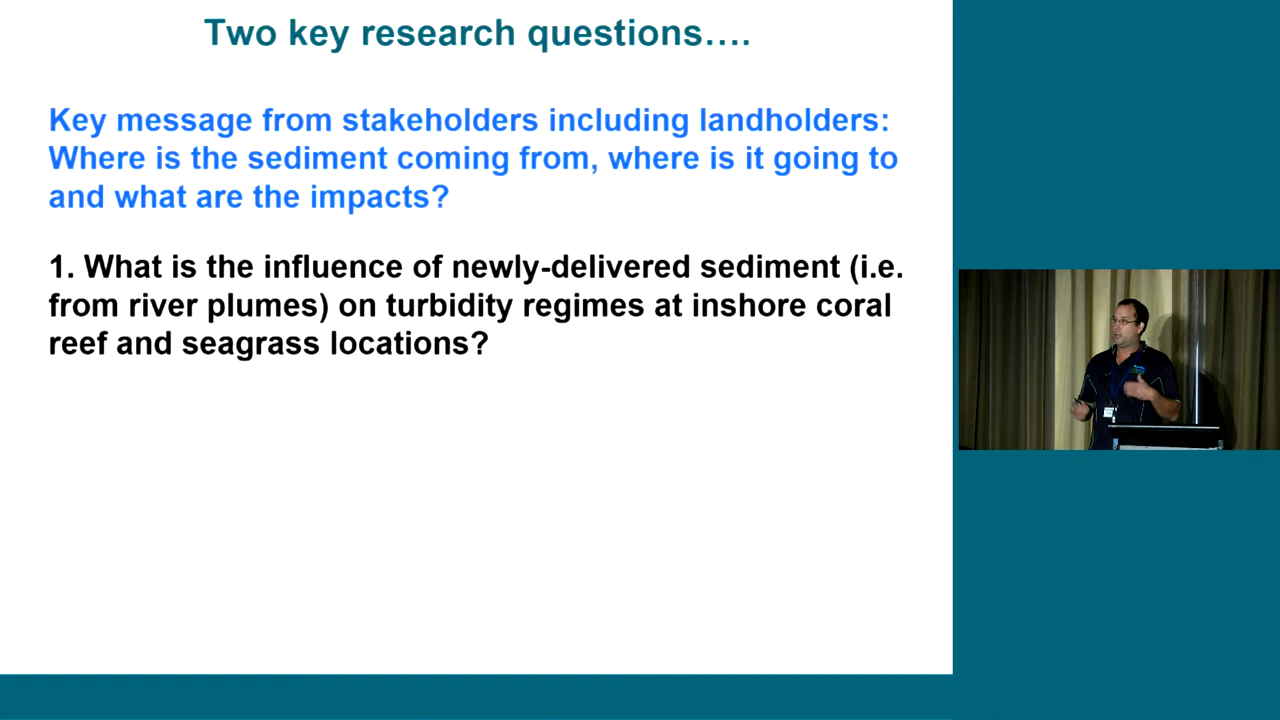 Two key research questions….
Key message from stakeholders including landholders:
Where is the sediment coming from, where is it going to
and what are the impacts?
1. What is the influence of newly-delivered sediment (i.e.
from river plumes) on turbidity regimes at inshore coral
reef and seagrass locations?